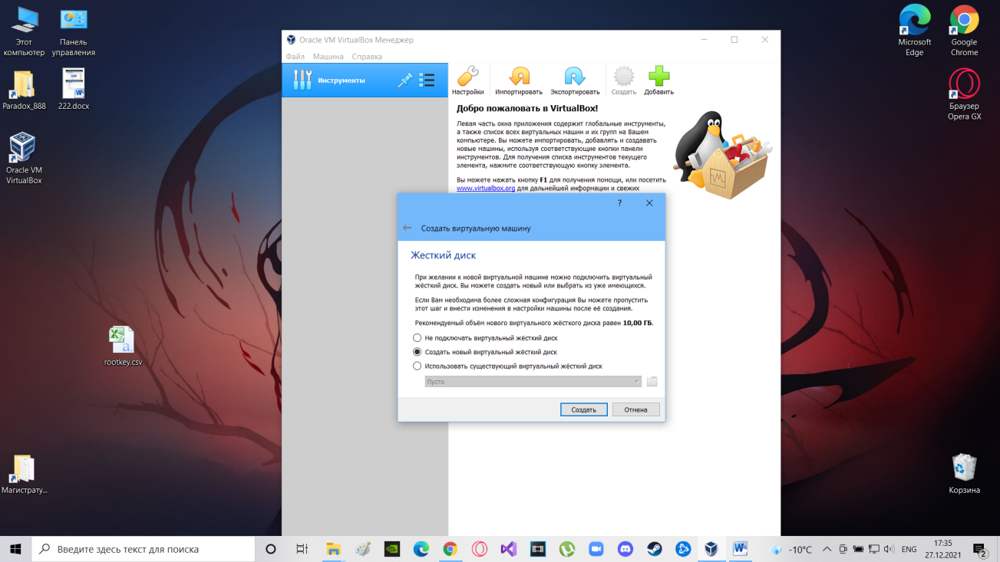 Этот
компьютер
Панель
управления
Paradox_888
222.docx
Oracle VM
VirtualBox
rootkey.csv
Магистрату...
Oracle VM VirtualBox Менеджер
Файл Машина Справка
Инструменты
Настройки Импортировать Экспортировать Создать Добавить
Добро пожаловать в VirtualBox!
Левая часть окна приложения содержит глобальные инструменты,
а также список всех виртуальных машин и их групп на Вашем
компьютере. Вы можете импортировать, добавлять и создавать
новые машины, используя соответствующие кнопки панели
инструментов. Для получения списка инструментов текущего
элемента, нажмите соответствующую кнопку элемента.
Вы можете нажать кнопку F1 для получения помощи, или посетить
www.virtualbox.org для дальнейшей информации и свежих
?
Создать виртуальную машину
Жесткий диск
При желании к новой виртуальной машине можно подключить виртуальный
жёсткий диск. Вы можете создать новый или выбрать из уже имеющихся.
Если Вам необходима более сложная конфигурация Вы можете пропустить
этот шаг и внести изменения в настройки машины после её создания.
Рекомендуемый объём нового виртуального жёсткого диска равен 10,00 ГБ.
Не подключать виртуальный жёсткий диск
Создать новый виртуальный жёсткий диск
Использовать существующий виртуальный жёсткий диск
Пусто
Создать Отмена
Microsoft
Edge
Google
Chrome
Браузер
Opera GX
Корзина
Введите здесь текст для поиска
-10°C
ENG
17:35
27.12.2021
2